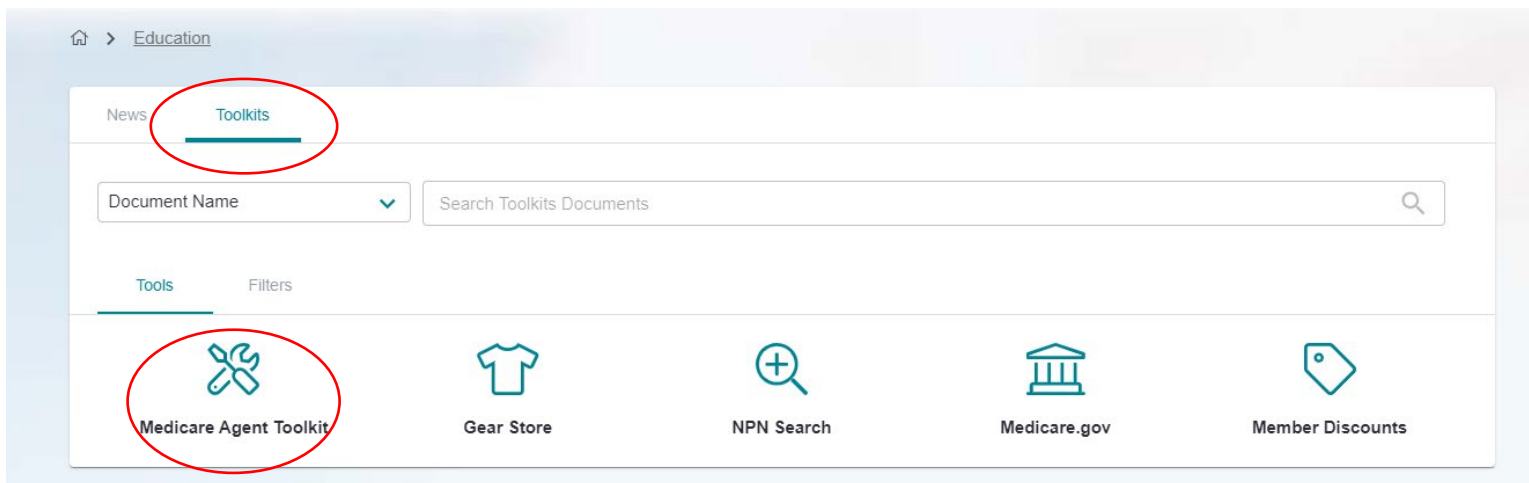 Education
News Toolkits
Document Name Search Toolkits Documents
Tools Filters
Medicare Agent Toolkit Gear Store NPN Search Medicare.gov Member Discounts